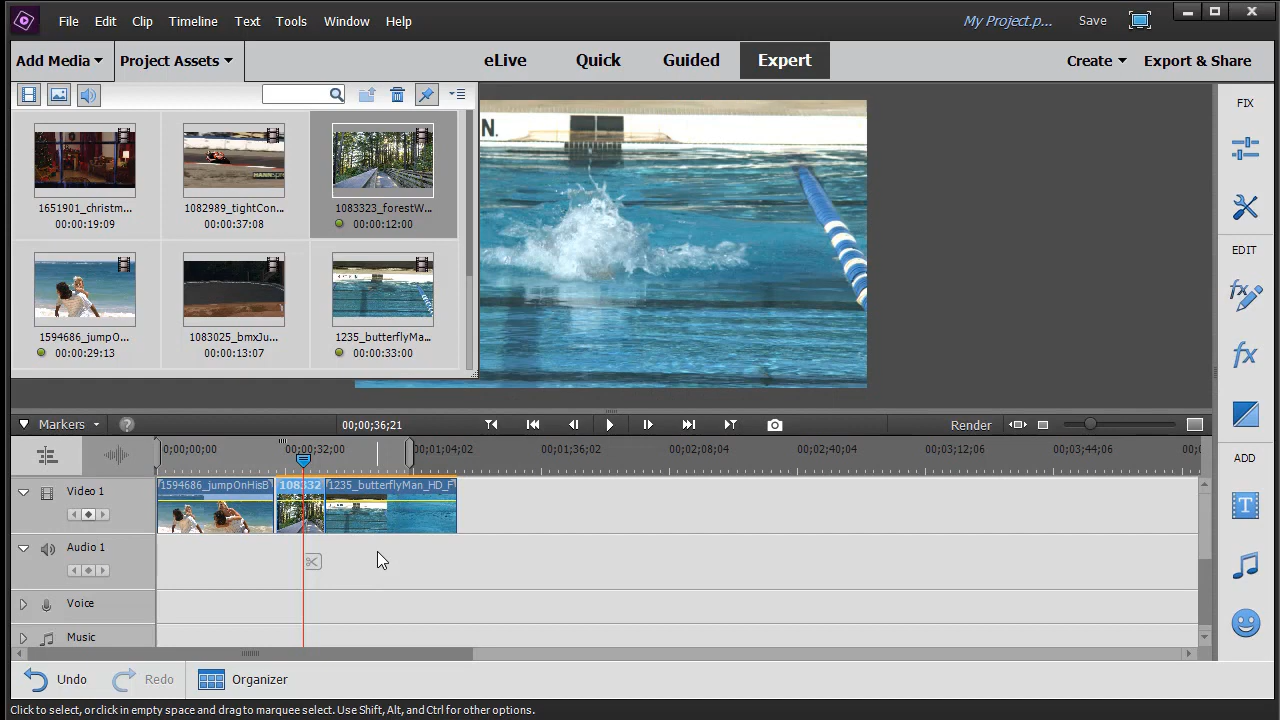 File Edit Clip Timeline Text Tools Window Help My Project.p... Save
Add Media Project Assets eLive Quick Guided Expert Create Export & Share
FIX
N.
1651901_christm... 1082989_tightCon... 1083323_forestW...
00:00:19:09 00:00:37:08 00:00:12:00
EDIT
1594686_jumpO... 1083025_bmxJu... 1235_butterflyMa...
00:00:29:13 00:00:13:07 00:00:33:00
Markers 00;00;36;21 Render
00;00;00;00 00;00;32;00 00;01;04;02 00;01;36;02 00;02;08;04 00;02;40;04 00;03;12;06 00;03;44;06
ADD
Video 1 1594686_jumpOnHisB 108332 1235_butterflyMan_HD_F
Audio 1
Voice
Music
Undo Redo Organizer
Click to select, or click in empty space and drag to marquee select. Use Shift, Alt, and Ctrl for other options.